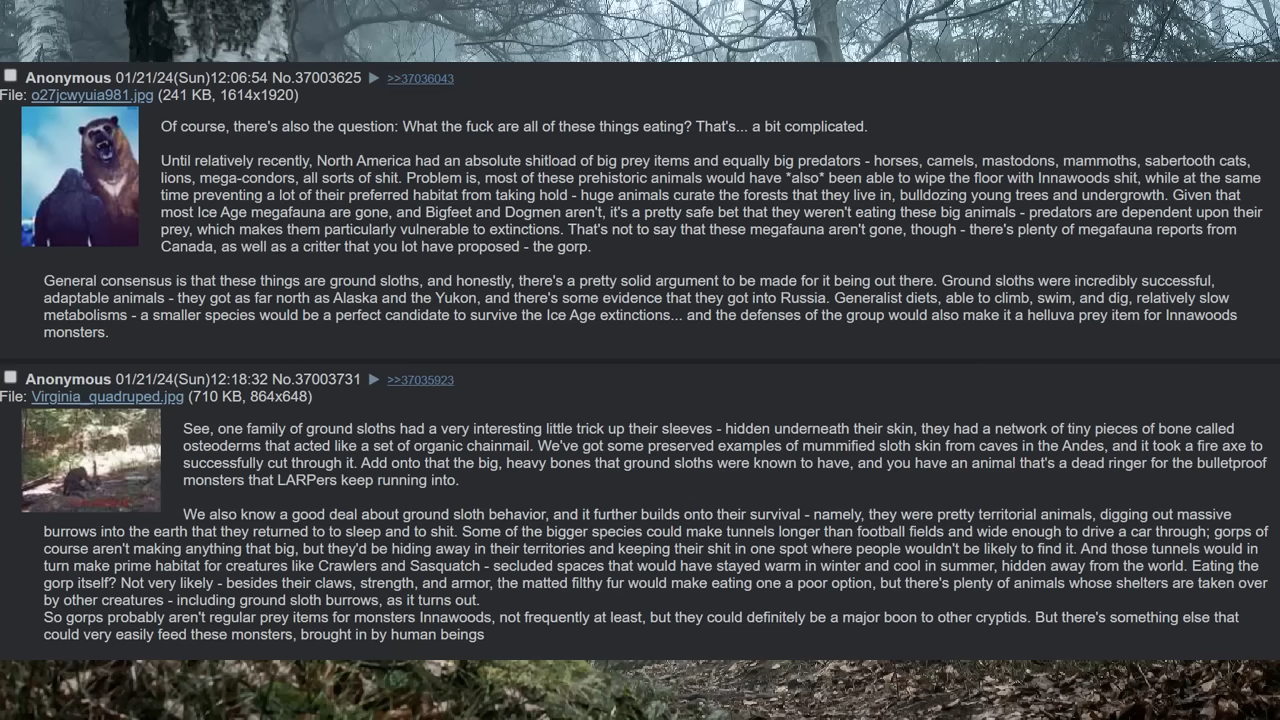 Anonymous 01/21/24(Sun)12:06:54 No.37003625 ▶ >>37036043
File: o27jcwyuia981.jpg (241 KB, 1614x1920)
Of course, there's also the question: What the fuck are all of these things eating? That's... a bit complicated.
Until relatively recently, North America had an absolute shitload of big prey items and equally big predators - horses, camels, mastodons, mammoths, sabertooth cats,
lions, mega-condors, all sorts of shit. Problem is, most of these prehistoric animals would have *also* been able to wipe the floor with Innawoods shit, while at the same
time preventing a lot of their preferred habitat from taking hold - huge animals curate the forests that they live in, bulldozing young trees and undergrowth. Given that
most Ice Age megafauna are gone, and Bigfeet and Dogmen aren't, it's a pretty safe bet that they weren't eating these big animals - predators are dependent upon their
prey, which makes them particularly vulnerable to extinctions. That's not to say that these megafauna aren't gone, though - there's plenty of megafauna reports from
Canada, as well as a critter that you lot have proposed - the gorp.
General consensus is that these things are ground sloths, and honestly, there's a pretty solid argument to be made for it being out there. Ground sloths were incredibly successful,
adaptable animals - they got as far north as Alaska and the Yukon, and there's some evidence that they got into Russia. Generalist diets, able to climb, swim, and dig, relatively slow
metabolisms - a smaller species would be a perfect candidate to survive the Ice Age extinctions... and the defenses of the group would also make it a helluva prey item for Innawoods
monsters.
Anonymous 01/21/24(Sun)12:18:32 No.37003731 ▶ >>37035923
File: Virginia_quadruped.jpg (710 KB, 864x648)
See, one family of ground sloths had a very interesting little trick up their sleeves - hidden underneath their skin, they had a network of tiny pieces of bone called
osteoderms that acted like a set of organic chainmail. We've got some preserved examples of mummified sloth skin from caves in the Andes, and it took a fire axe to
successfully cut through it. Add onto that the big, heavy bones that ground sloths were known to have, and you have an animal that's a dead ringer for the bulletproof
monsters that LARPers keep running into.
We also know a good deal about ground sloth behavior, and it further builds onto their survival - namely, they were pretty territorial animals, digging out massive
burrows into the earth that they returned to to sleep and to shit. Some of the bigger species could make tunnels longer than football fields and wide enough to drive a car through; gorps of
course aren't making anything that big, but they'd be hiding away in their territories and keeping their shit in one spot where people wouldn't be likely to find it. And those tunnels would in
turn make prime habitat for creatures like Crawlers and Sasquatch - secluded spaces that would have stayed warm in winter and cool in summer, hidden away from the world. Eating the
gorp itself? Not very likely - besides their claws, strength, and armor, the matted filthy fur would make eating one a poor option, but there's plenty of animals whose shelters are taken over
by other creatures - including ground sloth burrows, as it turns out.
So gorps probably aren't regular prey items for monsters Innawoods, not frequently at least, but they could definitely be a major boon to other cryptids. But there's something else that
could very easily feed these monsters, brought in by human beings